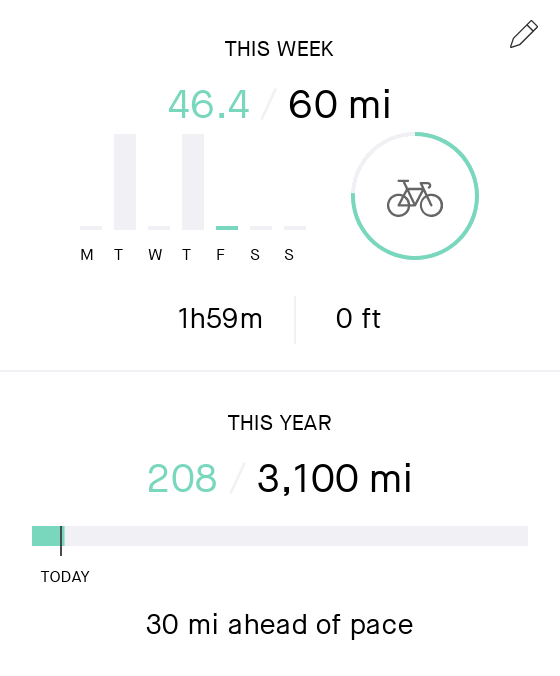 THIS WEEK
46.4 / 60 mi
M T W T F S S
1h59m 0 ft
THIS YEAR
208 / 3,100 mi
TODAY
30 mi ahead of pace